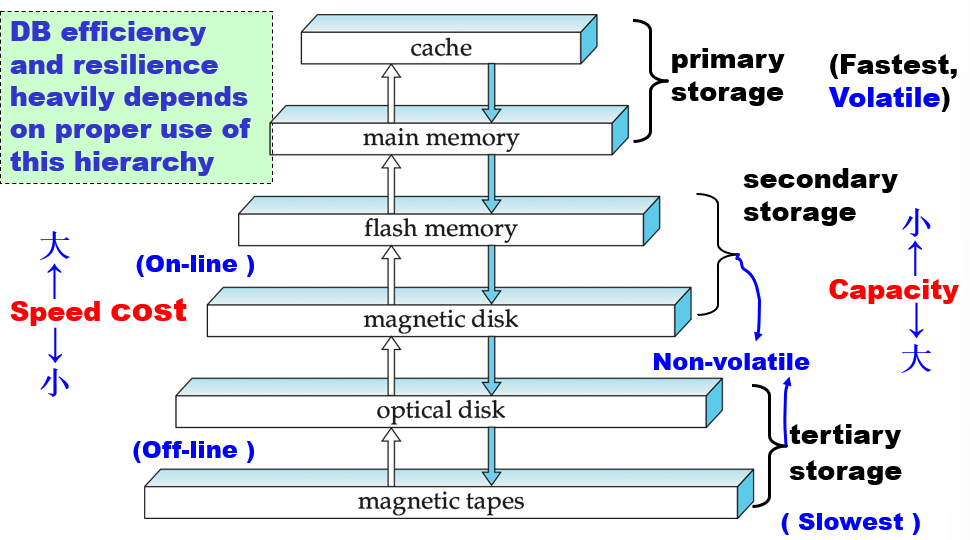 DB efficiency
and resilience
heavily depends
on proper use of
this hierarchy
cache
main memory
flash memory
magnetic disk
optical disk
magnetic tapes
primary
storage
(Fastest,
Volatile)
secondary
storage
(On-line )
大
Speed cost
小
小
Capacity
大
Non-volatile
(Off-line )
tertiary
storage
( Slowest )